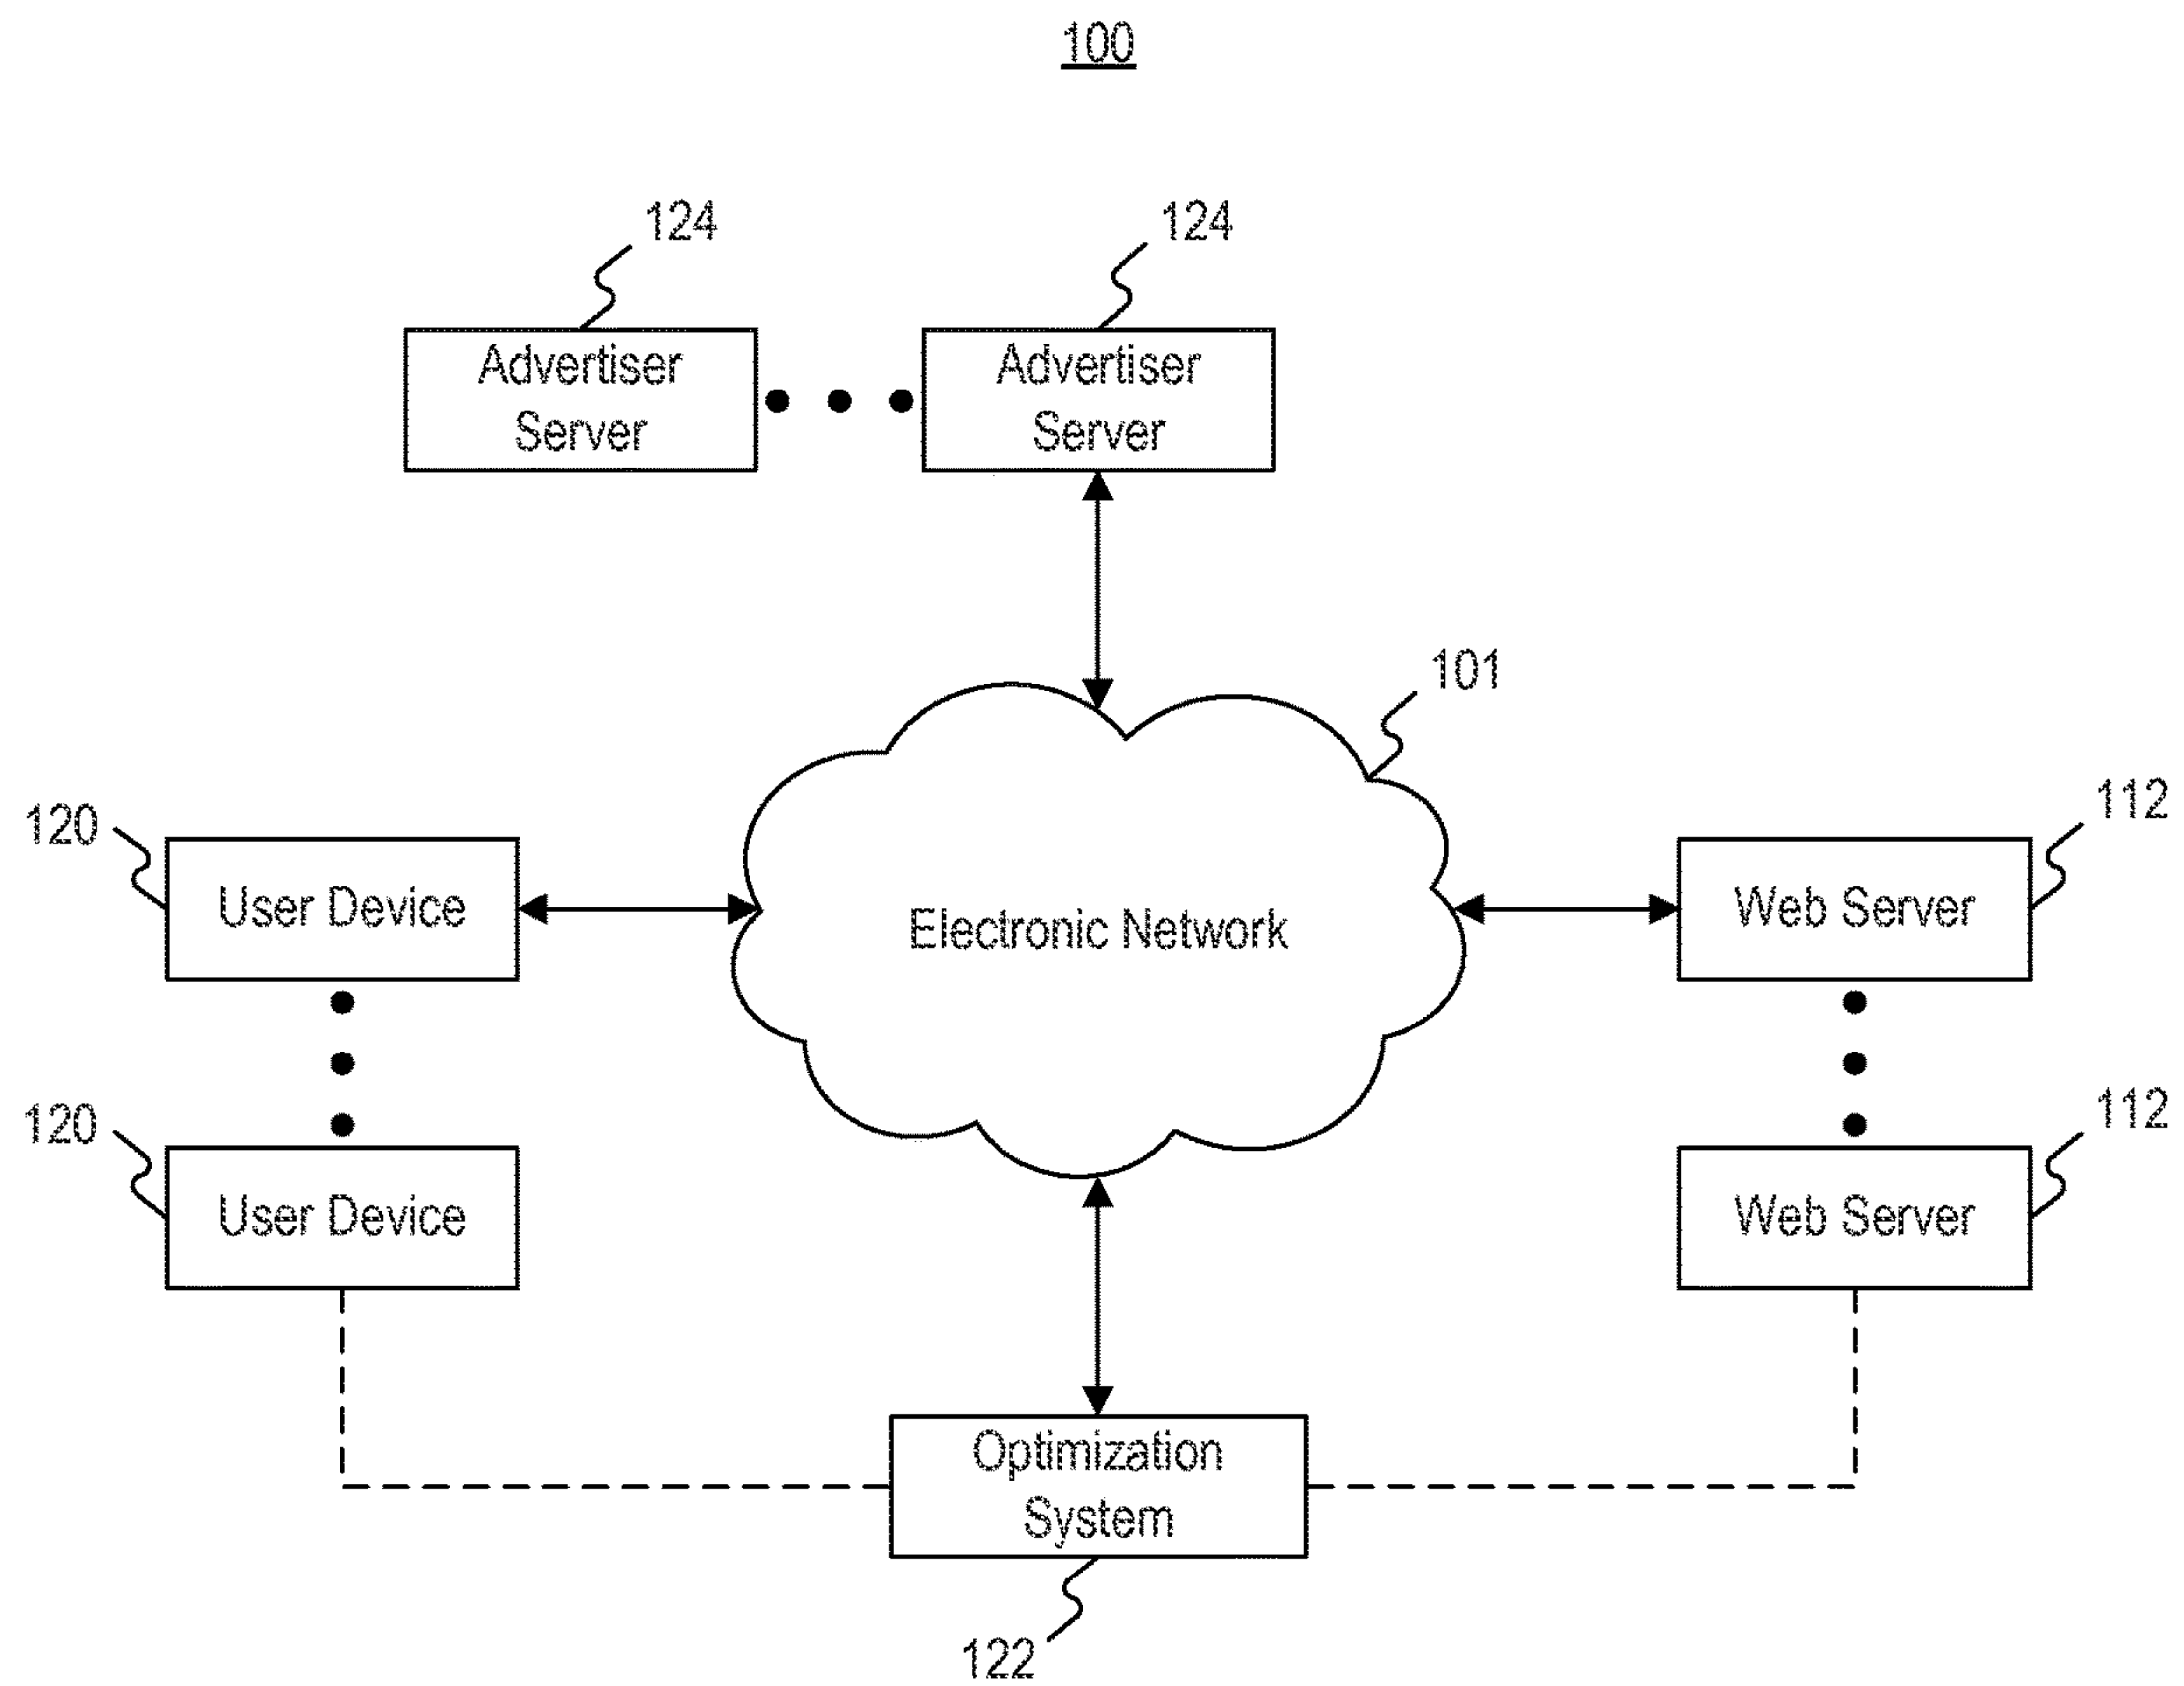 100
124
124
Advertiser
Server
Advertiser
Server
101
120
112
User Device
Electronic Network
Web Server
120
112
User Device
Web Server
Optimization
System
122